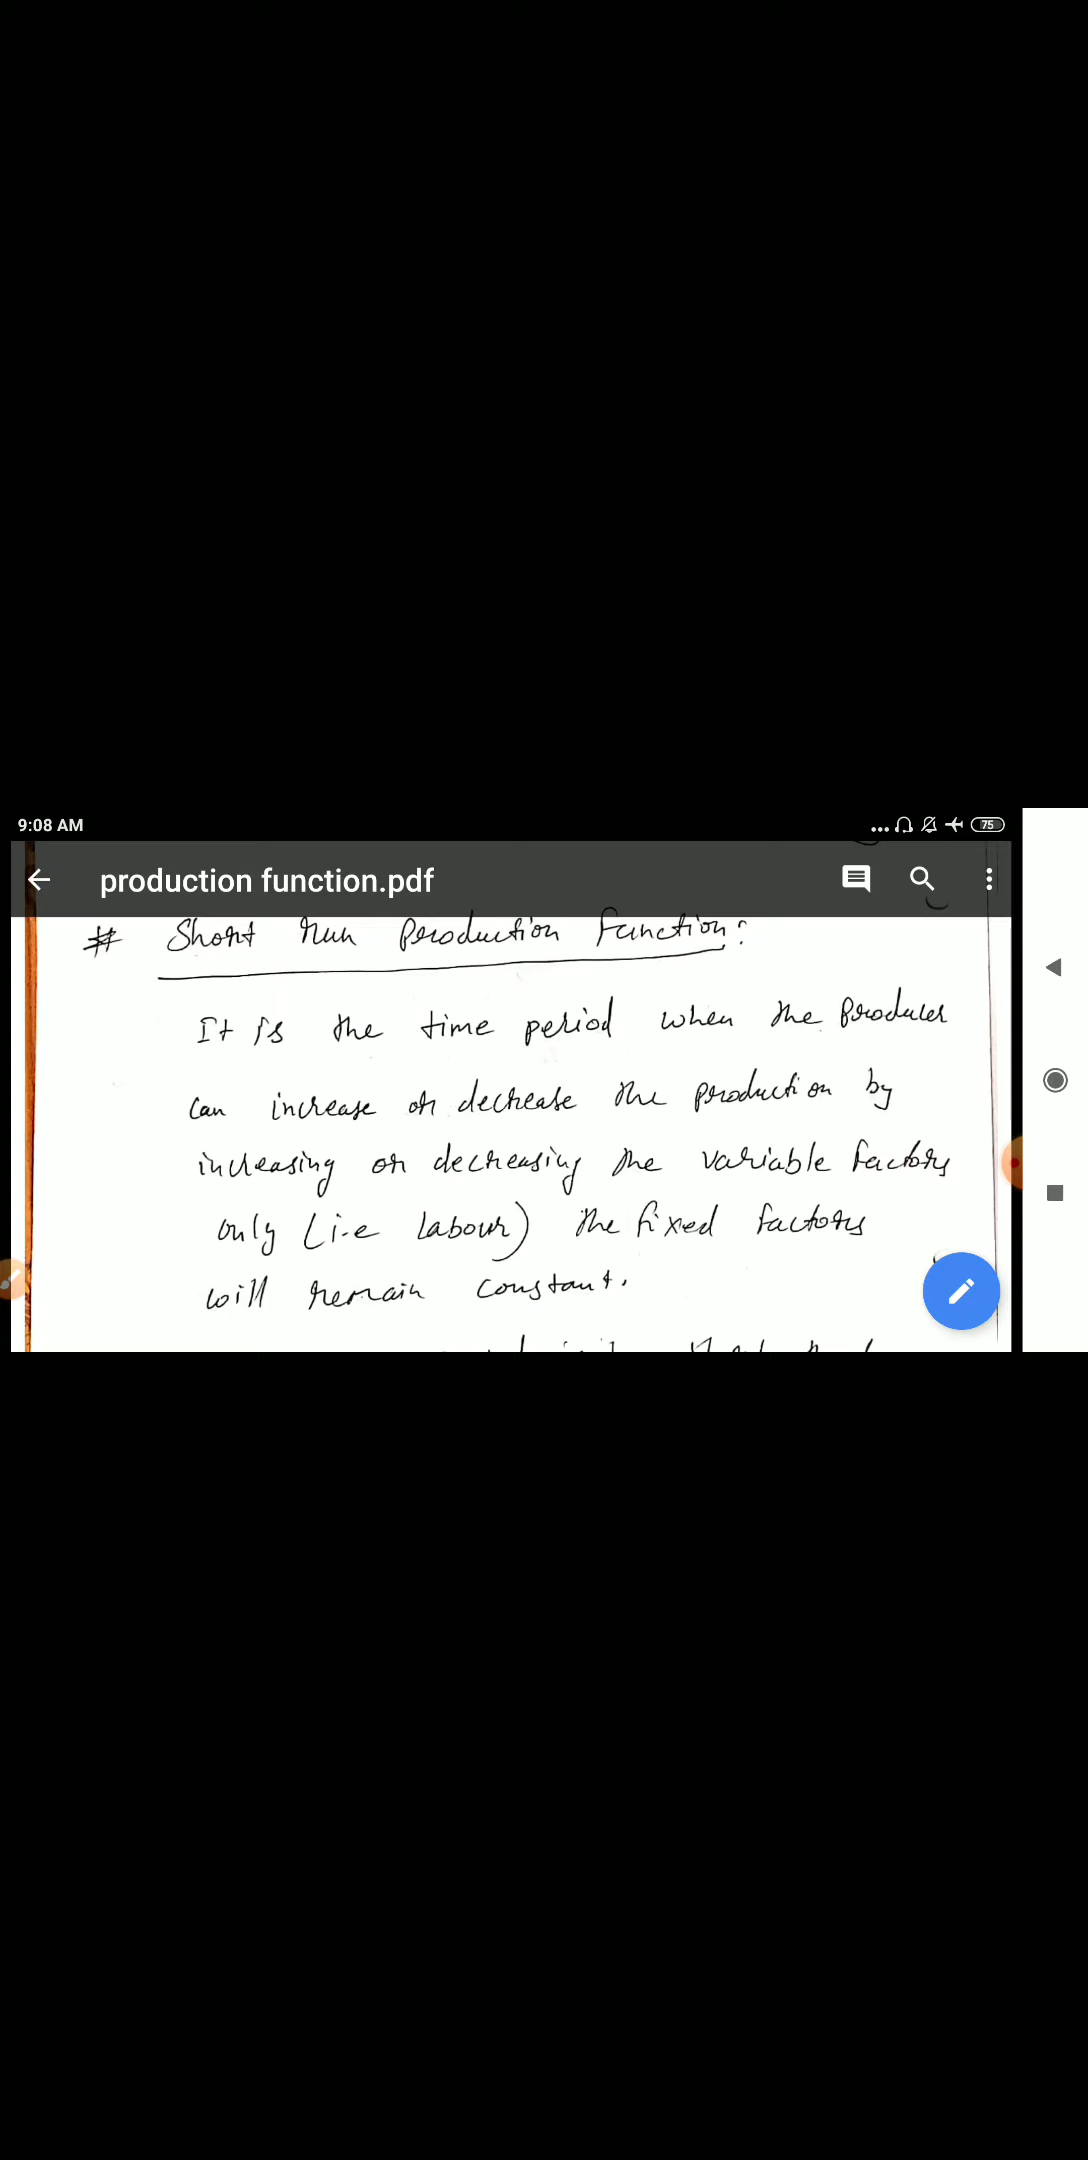 9:08 AM
75
production function.pdf
# Short run production function:
It is the time period when the producer
can increase or decrease the production by
increasing or decreasing the variable factors
only (i.e labour) the fixed factors
will remain constant.